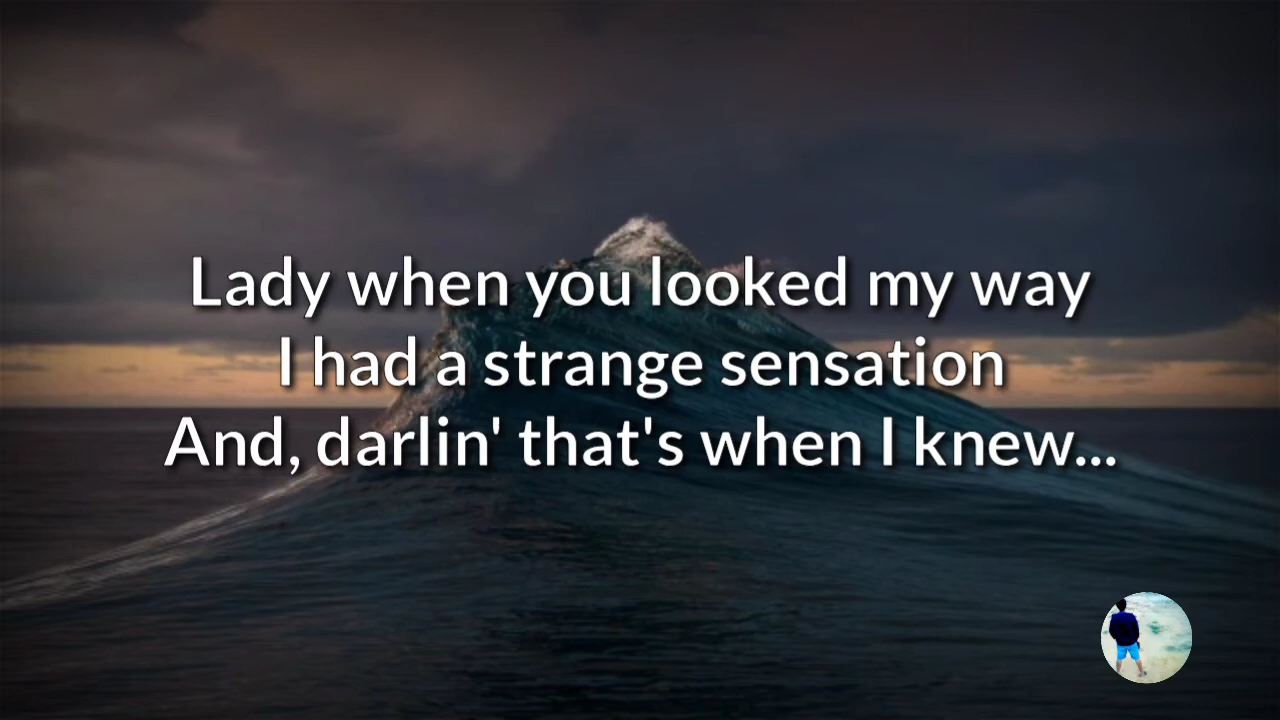 Lady when you looked my way
I had a strange sensation
And, darlin' that's when I knew...